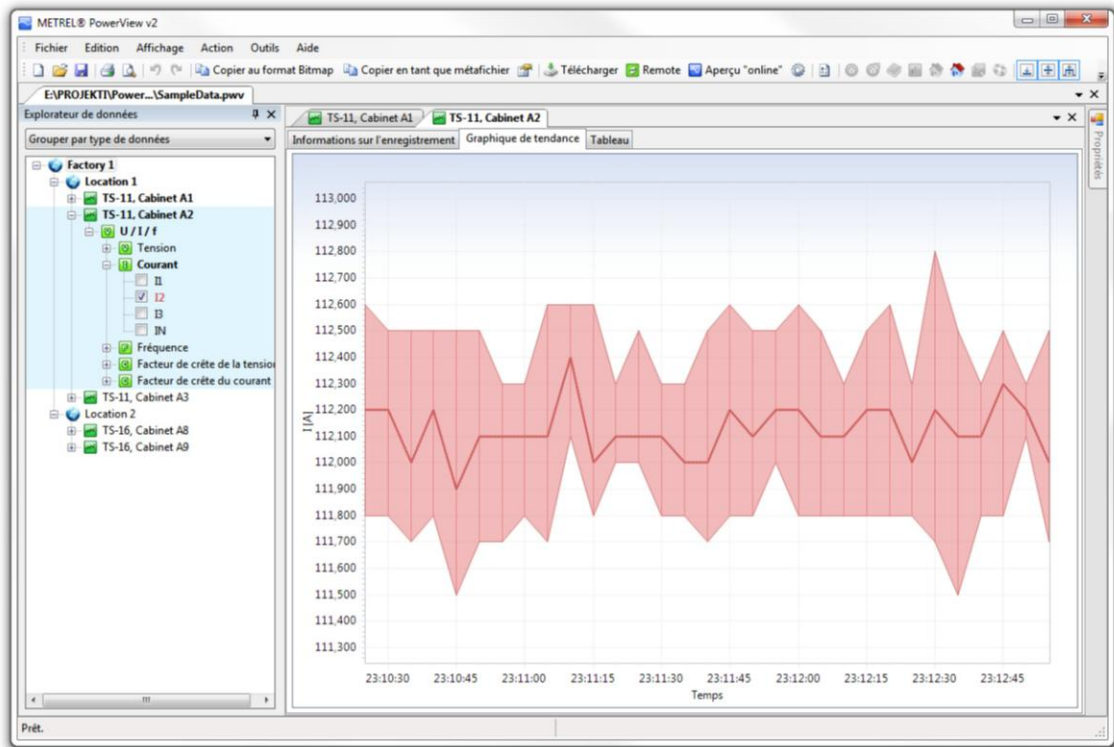 METREL® PowerView v2
Fichier Edition Affichage Action Outils Aide
Copier au format Bitmap Copier en tant que métafichier Télécharger Remote Aperçu "online"
E:\PROJEKTI\Power...\SampleData.pwv
Explorateur de données
Grouper par type de données
Factory 1
Location 1
TS-11, Cabinet A1
TS-11, Cabinet A2
U / I / f
Tension
Courant
I1
I2
I3
IN
Fréquence
Facteur de crête de la tensio
Facteur de crête du courant
TS-11, Cabinet A3
Location 2
TS-16, Cabinet A8
TS-16, Cabinet A9
TS-11, Cabinet A1 TS-11, Cabinet A2
Informations sur l'enregistrement Graphique de tendance Tableau
Propriétés
113,000
112,900
112,800
112,700
112,600
112,500
112,400
112,300
112,200
112,100
112,000
111,900
111,800
111,700
111,600
111,500
111,400
111,300
I [A]
23:10:30 23:10:45 23:11:00 23:11:15 23:11:30 23:11:45 23:12:00 23:12:15 23:12:30 23:12:45
Temps
Prêt.